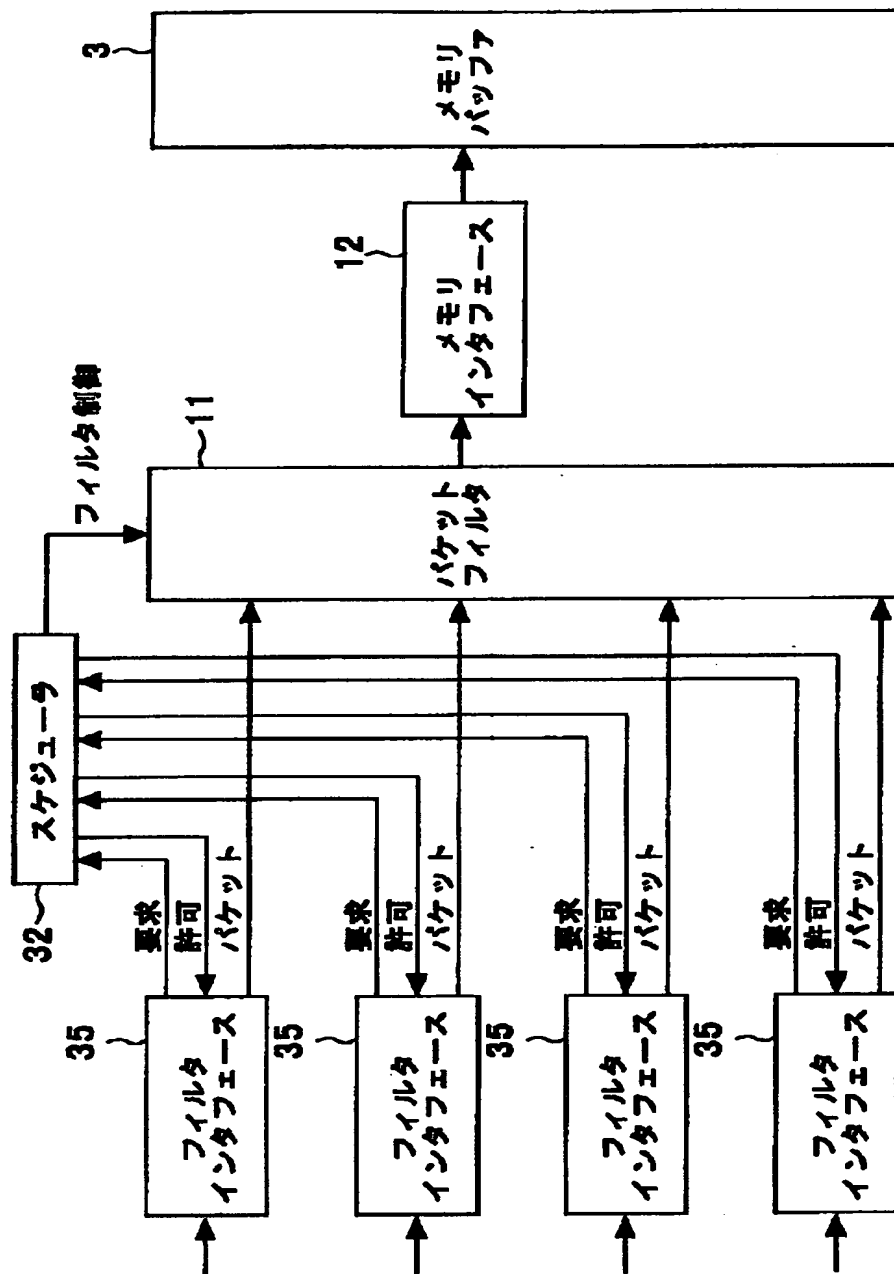 フィルタ
インタフェース
35
フィルタ
インタフェース
35
フィルタ
インタフェース
35
フィルタ
インタフェース
35
要求
許可
パケット
要求
許可
パケット
要求
許可
パケット
要求
許可
パケット
32
スケジューラ
フィルタ制御
11
パケット
フィルタ
12
メモリ
インタフェース
3
メモリ
バッファ